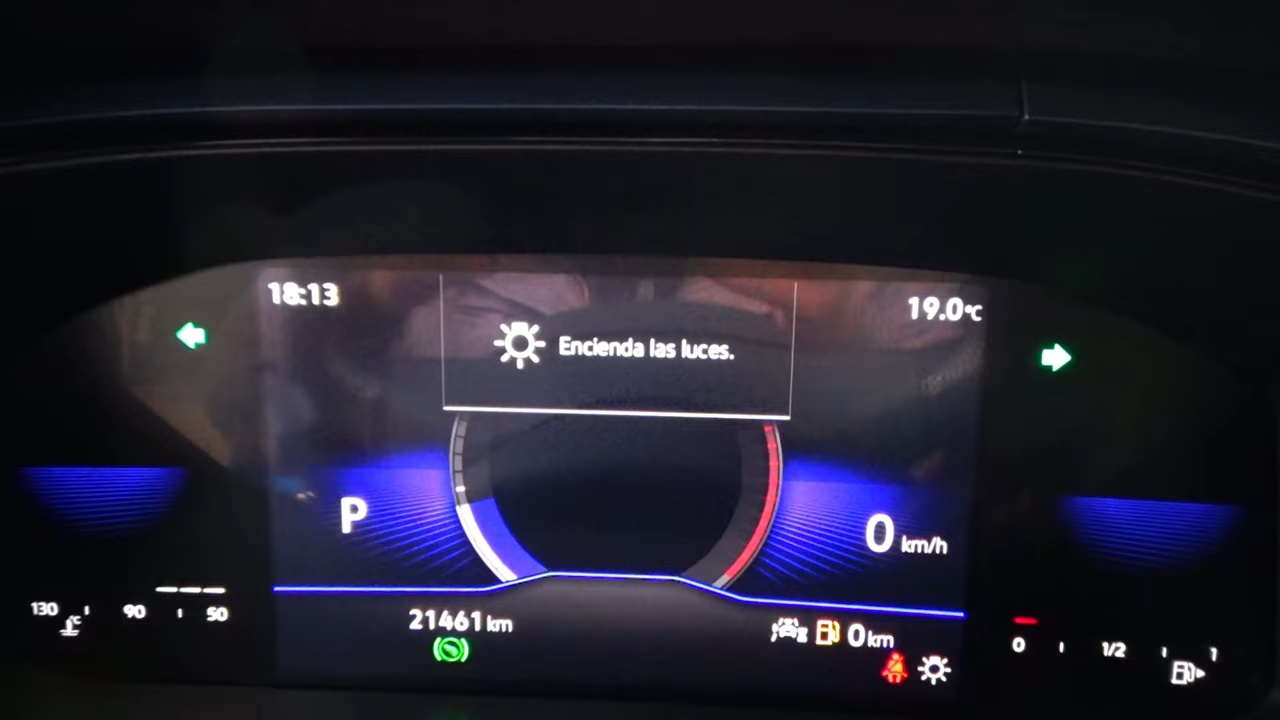 18:13
19.0°C
Encienda las luces.
P
0 km/h
130 90 50
°C
21461 km
0 km
0 1/2 1